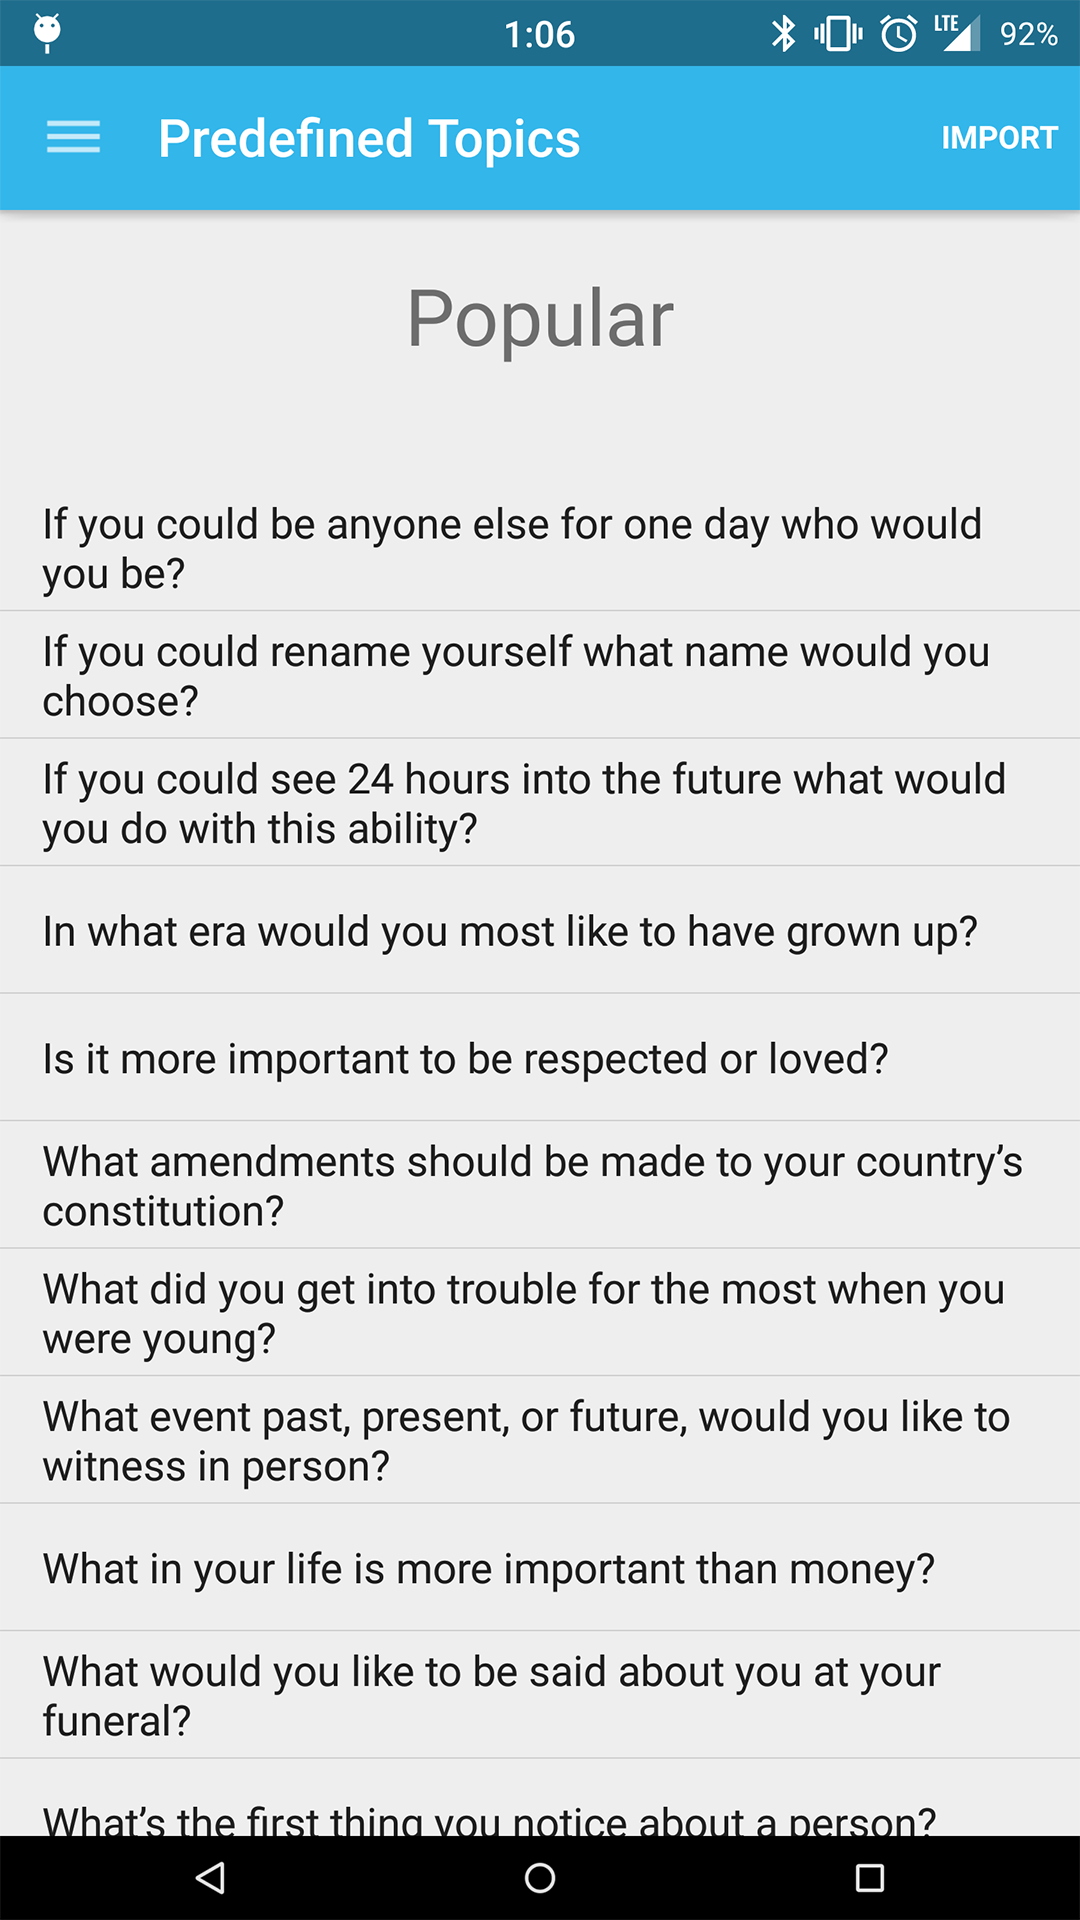 1:06 LTE 92%
Predefined Topics IMPORT
Popular
If you could be anyone else for one day who would
you be?
If you could rename yourself what name would you
choose?
If you could see 24 hours into the future what would
you do with this ability?
In what era would you most like to have grown up?
Is it more important to be respected or loved?
What amendments should be made to your country’s
constitution?
What did you get into trouble for the most when you
were young?
What event past, present, or future, would you like to
witness in person?
What in your life is more important than money?
What would you like to be said about you at your
funeral?
What’s the first thing you notice about a person?